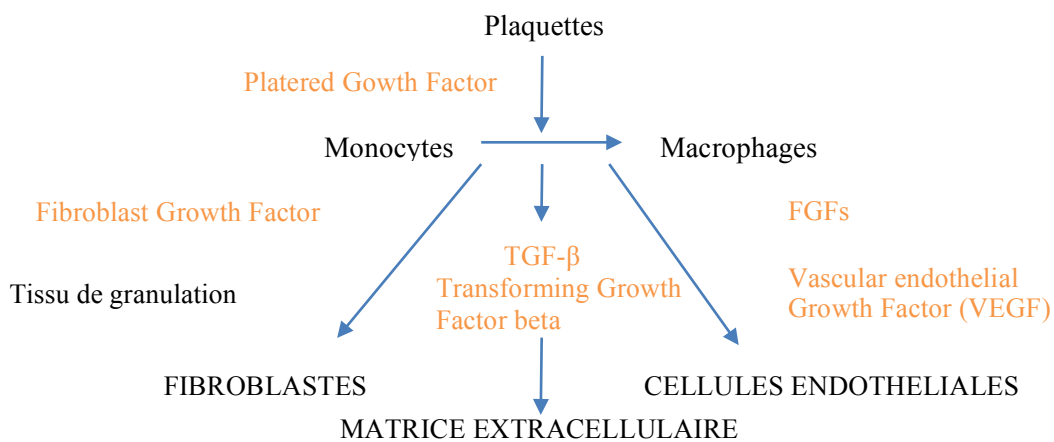 Plaquettes
Platered Gowth Factor
Monocytes
Macrophages
Fibroblast Growth Factor
FGFs
TGF-β
Transforming Growth
Factor beta
Tissu de granulation
Vascular endothelial
Growth Factor (VEGF)
FIBROBLASTES
CELLULES ENDOTHELIALES
MATRICE EXTRACELLULAIRE